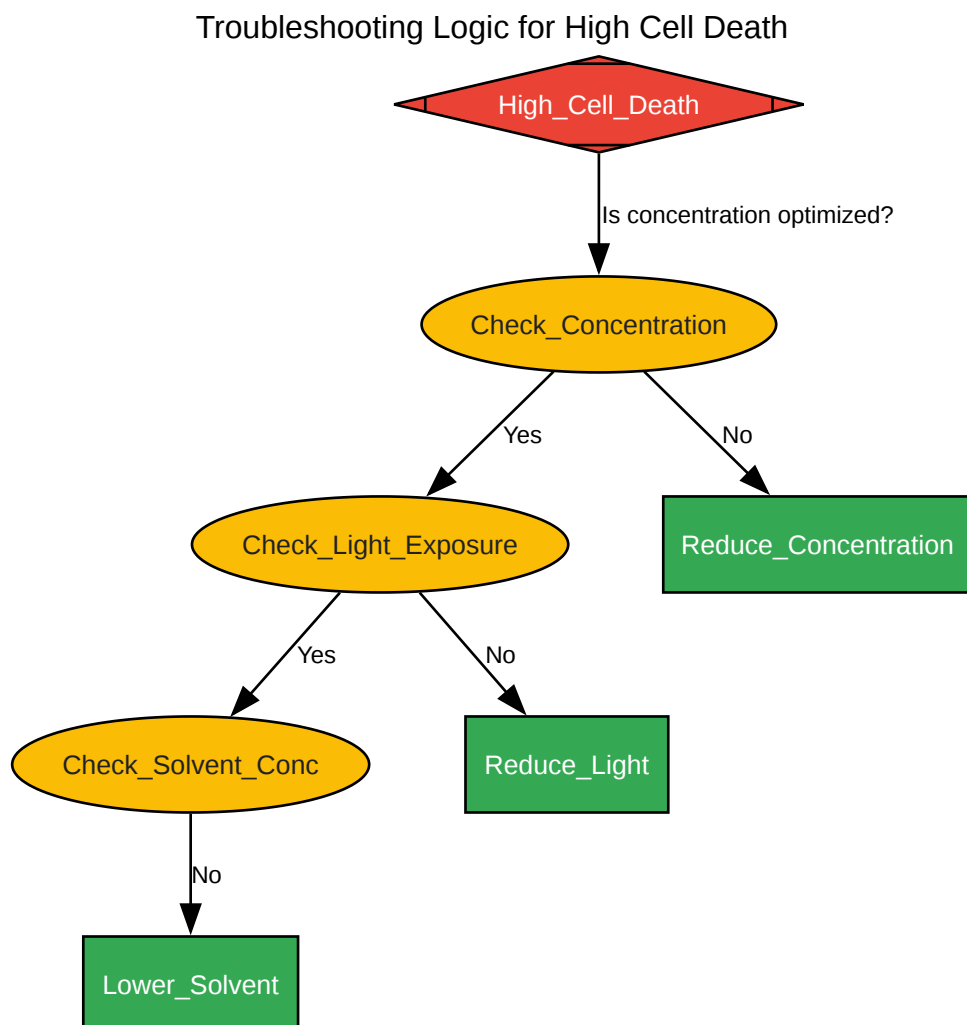 Troubleshooting Logic for High Cell Death
High_Cell_Death
Is concentration optimized?
Check_Concentration
Yes
No
Check_Light_Exposure
Reduce_Concentration
Yes
No
Check_Solvent_Conc
Reduce_Light
No
Lower_Solvent